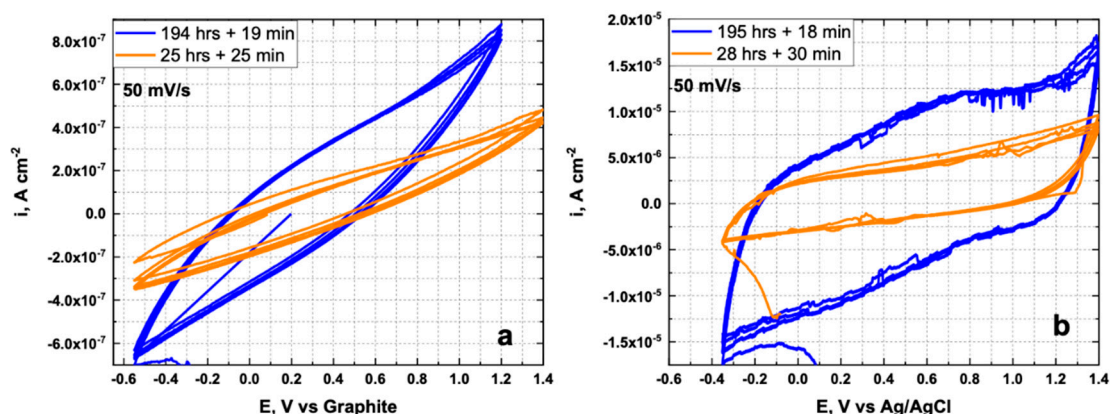 194 hrs + 19 min
25 hrs + 25 min
50 mV/s
8.0x10⁻⁷
6.0x10⁻⁷
4.0x10⁻⁷
2.0x10⁻⁷
0.0
-2.0x10⁻⁷
-4.0x10⁻⁷
-6.0x10⁻⁷
i, A cm⁻²
a
-0.6 -0.4 -0.2 0.0 0.2 0.4 0.6 0.8 1.0 1.2 1.4
E, V vs Graphite
195 hrs + 18 min
28 hrs + 30 min
50 mV/s
2.0x10⁻⁵
1.5x10⁻⁵
1.0x10⁻⁵
5.0x10⁻⁶
0.0
-5.0x10⁻⁶
-1.0x10⁻⁵
-1.5x10⁻⁵
i, A cm⁻²
b
-0.6 -0.4 -0.2 0.0 0.2 0.4 0.6 0.8 1.0 1.2 1.4
E, V vs Ag/AgCl